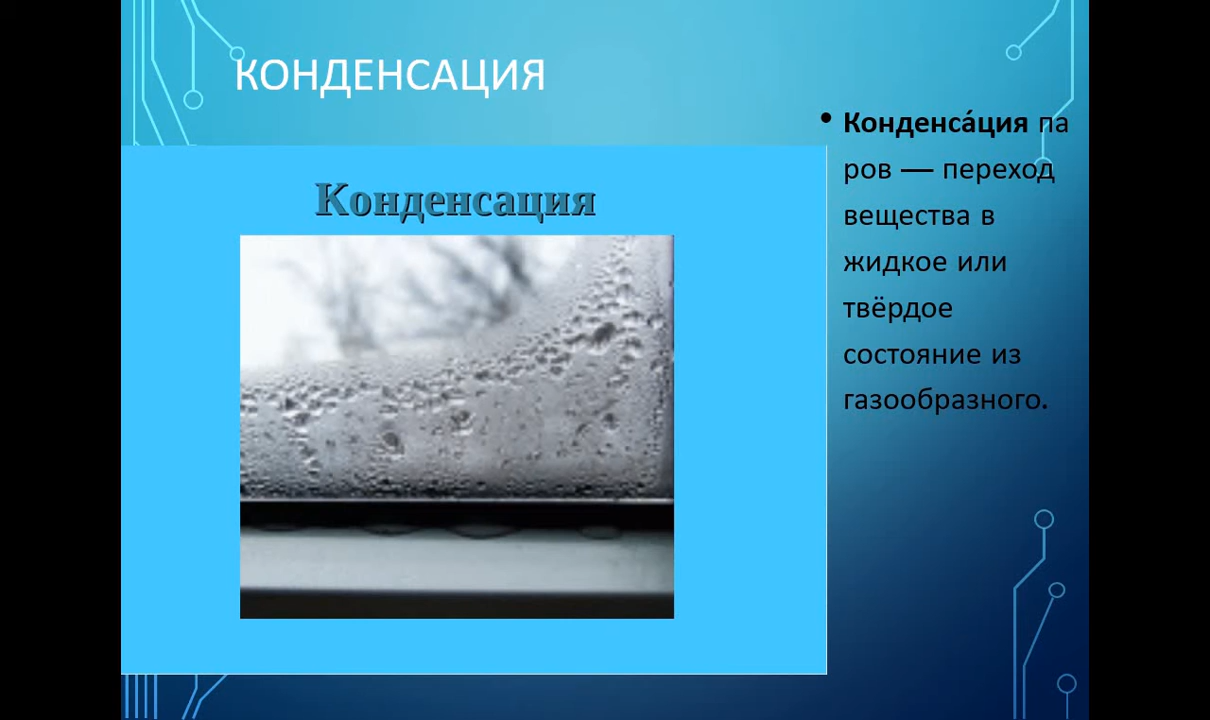 КОНДЕНСАЦИЯ
Конденсация
• Конденса́ция па
ров — переход
вещества в
жидкое или
твёрдое
состояние из
газообразного.